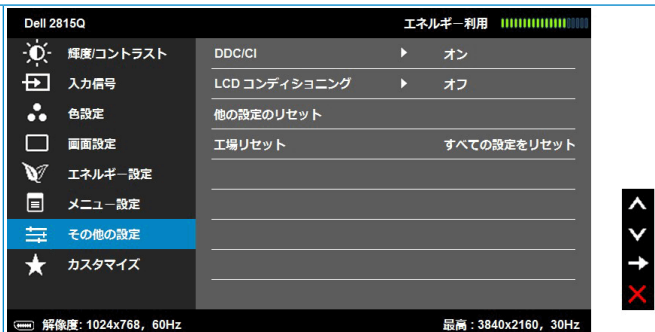 Dell 2815Q エネルギー利用
輝度/コントラスト DDC/CI オン
入力信号 LCD コンディショニング オフ
色設定 他の設定のリセット
画面設定 工場リセット すべての設定をリセット
エネルギー設定
メニュー設定
その他の設定
カスタマイズ
解像度: 1024x768, 60Hz 最高 : 3840x2160, 30Hz